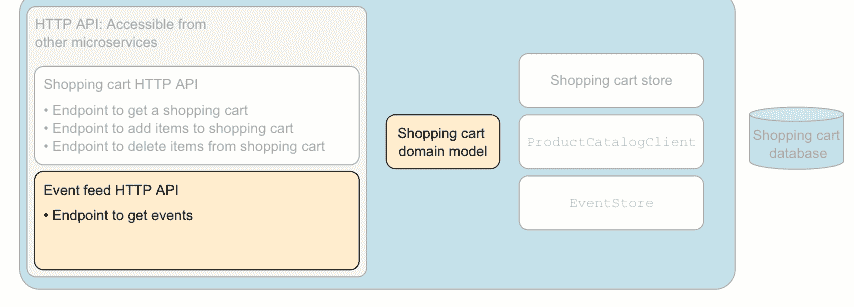 HTTP API: Accessible from
other microservices
Shopping cart HTTP API
• Endpoint to get a shopping cart
• Endpoint to add items to shopping cart
• Endpoint to delete items from shopping cart
Event feed HTTP API
• Endpoint to get events
Shopping cart
domain model
Shopping cart store
ProductCatalogClient
EventStore
Shopping cart
database